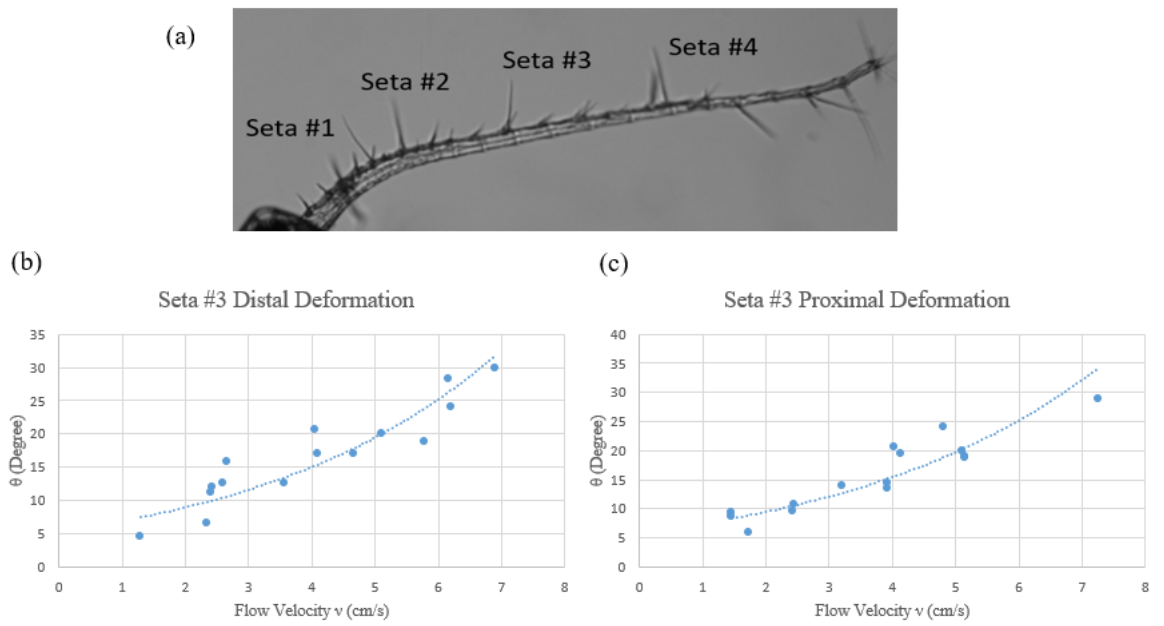 (a)
Seta #1
Seta #2
Seta #3
Seta #4
(b)
Seta #3 Distal Deformation
θ (Degree)
35
30
25
20
15
10
5
0
0 1 2 3 4 5 6 7 8
Flow Velocity ν (cm/s)
(c)
Seta #3 Proximal Deformation
θ (Degree)
40
35
30
25
20
15
10
5
0
0 1 2 3 4 5 6 7 8
Flow Velocity ν (cm/s)